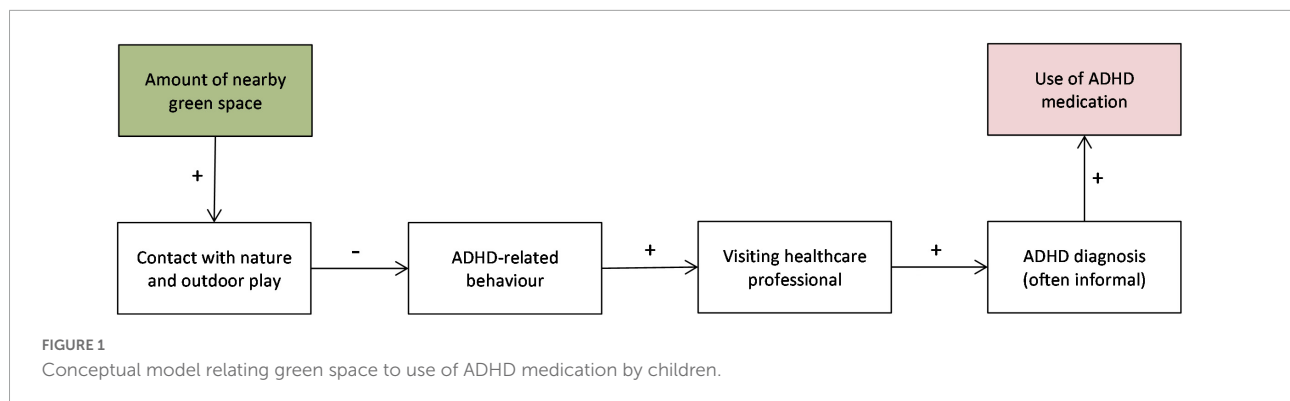 Amount of nearby
green space
Use of ADHD
medication
+
+
Contact with nature
and outdoor play
-
ADHD-related
behaviour
+
Visiting healthcare
professional
+
ADHD diagnosis
(often informal)
FIGURE 1
Conceptual model relating green space to use of ADHD medication by children.